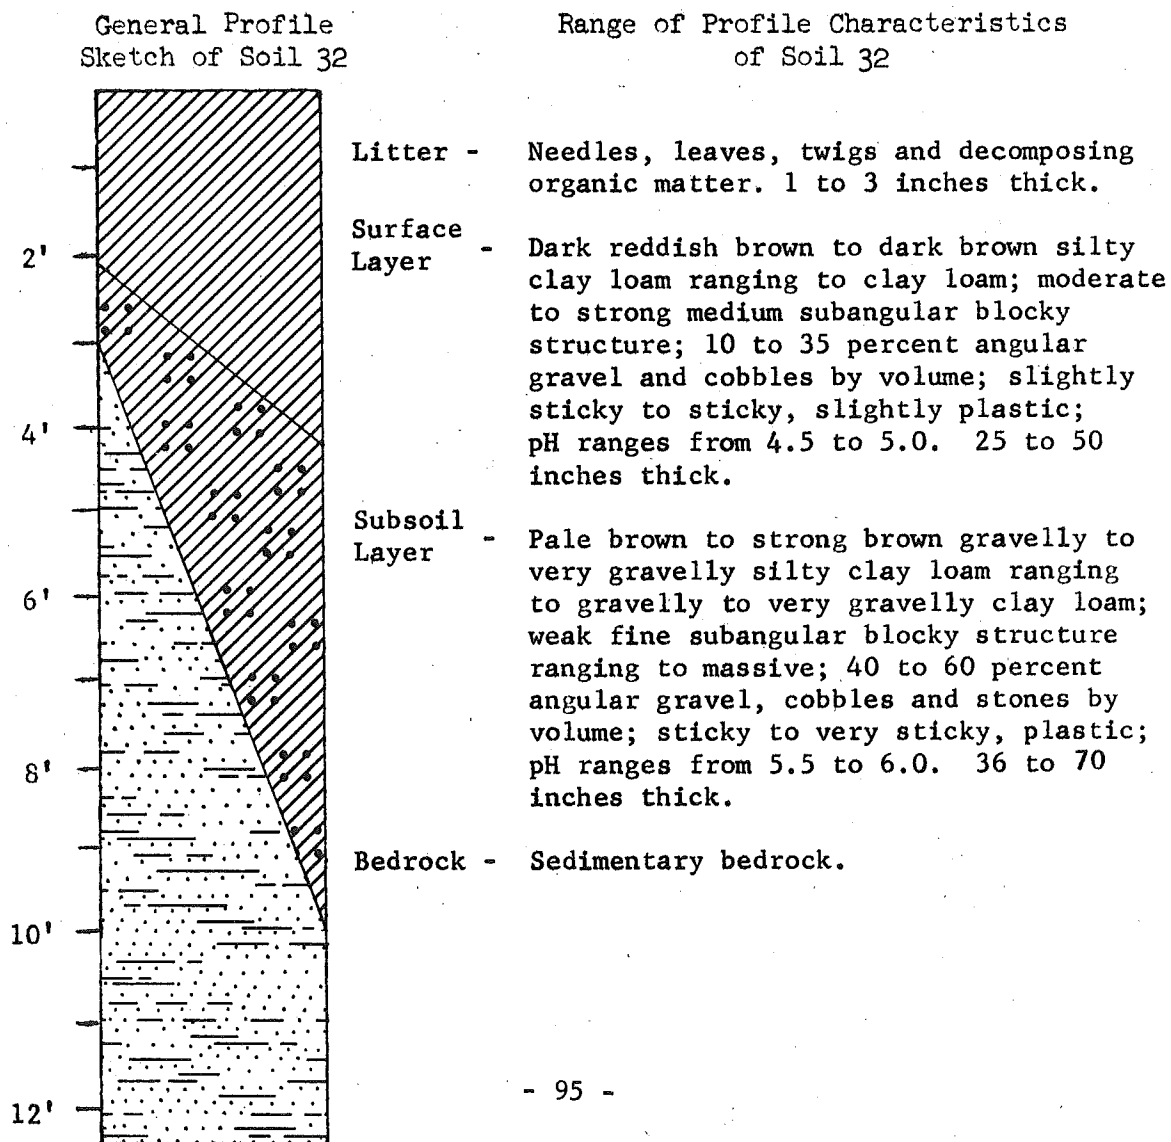 General Profile
Sketch of Soil 32
Range of Profile Characteristics
of Soil 32
Litter - Needles, leaves, twigs and decomposing
organic matter. 1 to 3 inches thick.
Surface
Layer - Dark reddish brown to dark brown silty
clay loam ranging to clay loam; moderate
to strong medium subangular blocky
structure; 10 to 35 percent angular
gravel and cobbles by volume; slightly
sticky to sticky, slightly plastic;
pH ranges from 4.5 to 5.0. 25 to 50
inches thick.
Subsoil
Layer - Pale brown to strong brown gravelly to
very gravelly silty clay loam ranging
to gravelly to very gravelly clay loam;
weak fine subangular blocky structure
ranging to massive; 40 to 60 percent
angular gravel, cobbles and stones by
volume; sticky to very sticky, plastic;
pH ranges from 5.5 to 6.0. 36 to 70
inches thick.
Bedrock - Sedimentary bedrock.
2'
4'
6'
8'
10'
12'
- 95 -